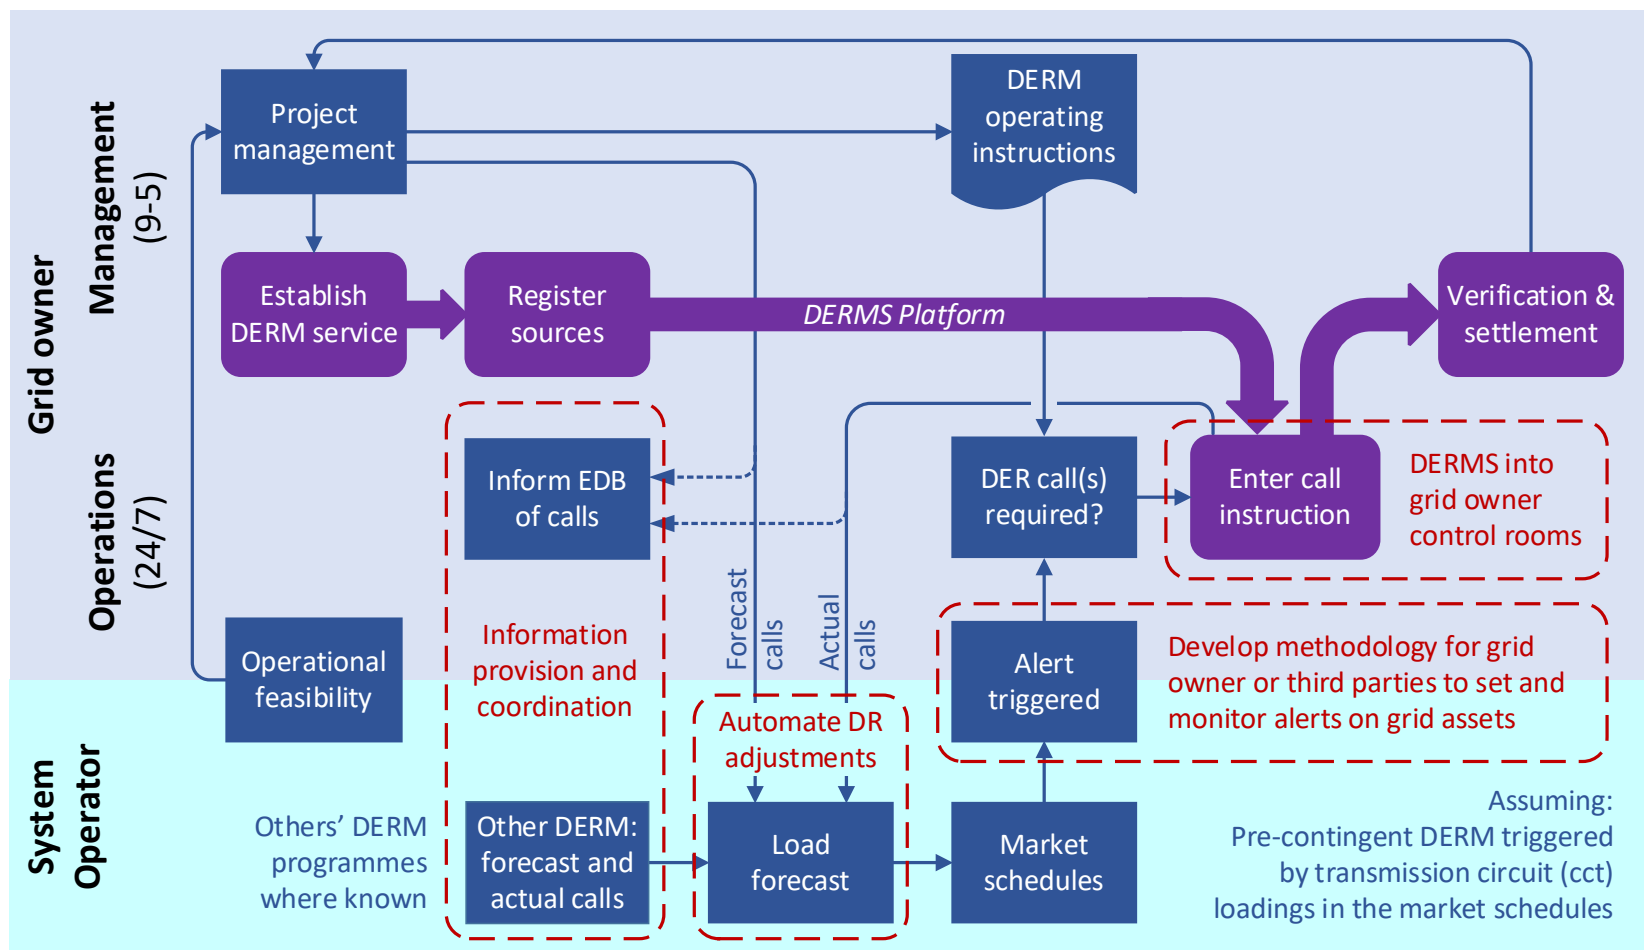 Grid owner
Management
(9-5)
Operations
(24/7)
System
Operator
Project
management
DERM
operating
instructions
Establish
DERM service
Register
sources
DERMS Platform
Verification &
settlement
Inform EDB
of calls
DER call(s)
required?
Enter call
instruction
DERMS into
grid owner
control rooms
Forecast
calls
Actual
calls
Information
provision and
coordination
Operational
feasibility
Alert
triggered
Develop methodology for grid
owner or third parties to set and
monitor alerts on grid assets
Automate DR
adjustments
Others’ DERM
programmes
where known
Other DERM:
forecast and
actual calls
Load
forecast
Market
schedules
Assuming:
Pre-contingent DERM triggered
by transmission circuit (cct)
loadings in the market schedules